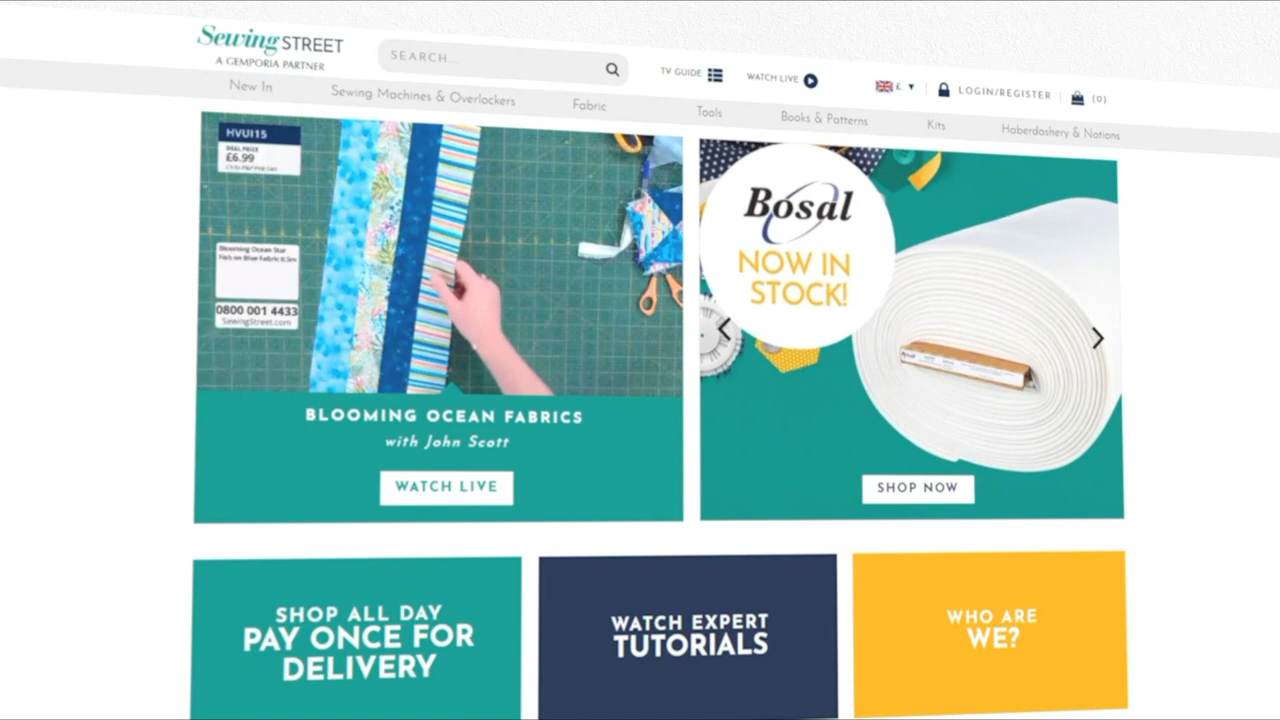 Sewing STREET
A GEMPORIA PARTNER
SEARCH...
TV GUIDE
WATCH LIVE
£
LOGIN/REGISTER
(0)
New In
Sewing Machines & Overlockers
Fabric
Tools
Books & Patterns
Kits
Haberdashery & Notions
HVUI15
£6.99
Blooming Ocean Star
Fish on Blue Fabric 0.5m
0800 001 4433
SewingStreet.com
BLOOMING OCEAN FABRICS
with John Scott
WATCH LIVE
Bosal
NOW IN
STOCK!
SHOP NOW
SHOP ALL DAY
PAY ONCE FOR
DELIVERY
WATCH EXPERT
TUTORIALS
WHO ARE
WE?